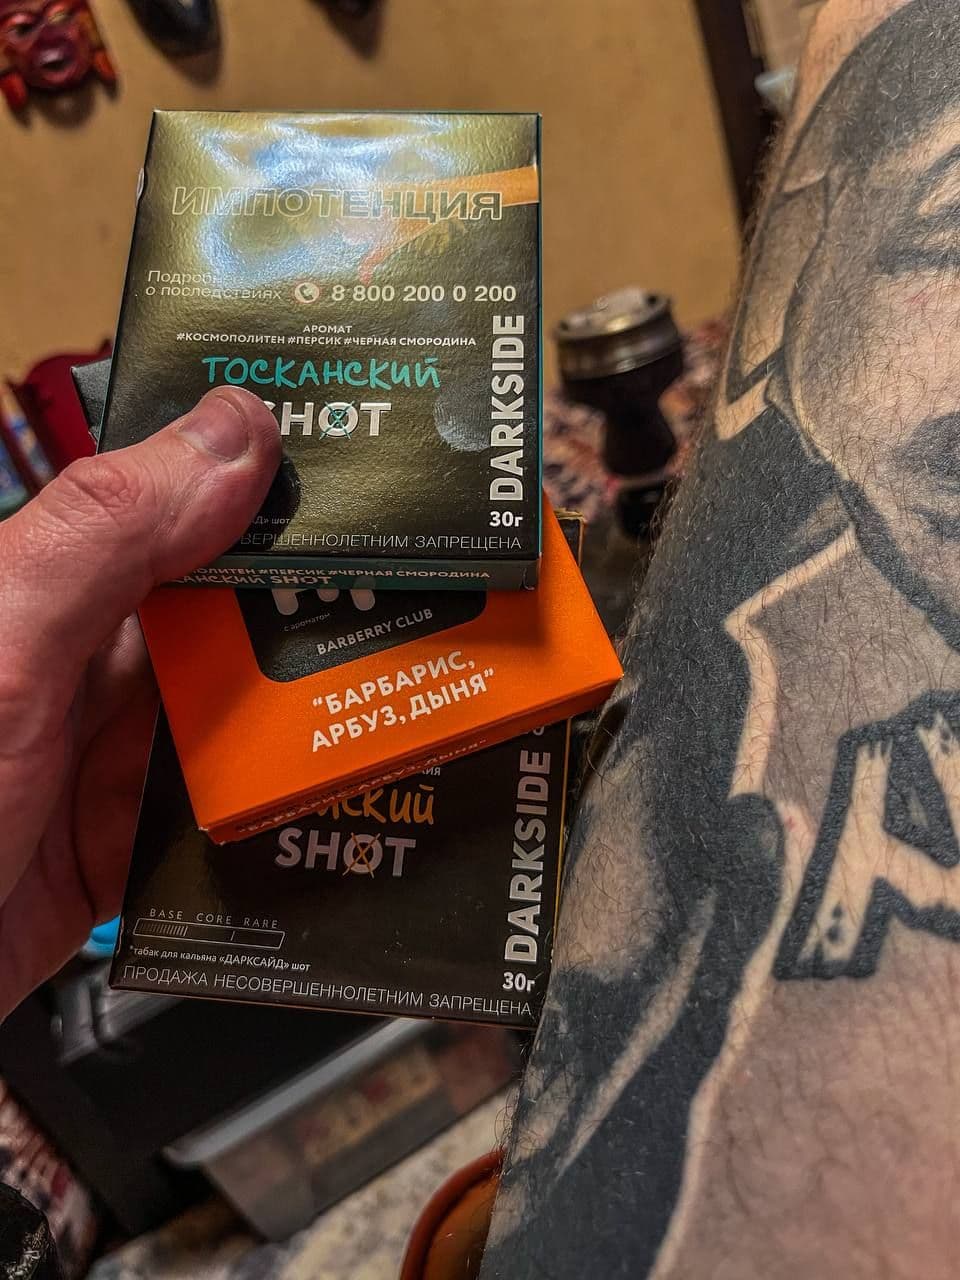 ИМПОТЕНЦИЯ
о последствиях 8 800 200 0 200
АРОМАТ
#КОСМОПОЛИТЕН #ПЕРСИК #ЧЕРНАЯ СМОРОДИНА
ТОСКАНСКИЙ
SHOT
DARKSIDE
30г
ЗАПРЕЩЕНА
#ПЕРСИК #ЧЕРНАЯ СМОРОДИНА
SHOT
с ароматом
BARBERRY CLUB
"БАРБАРИС,
АРБУЗ, ДЫНЯ"
SHOT
DARKSIDE
BASE CORE RARE
*табак для кальяна «ДАРКСАЙД» шот
30г
ПРОДАЖА НЕСОВЕРШЕННОЛЕТНИМ ЗАПРЕЩЕНА